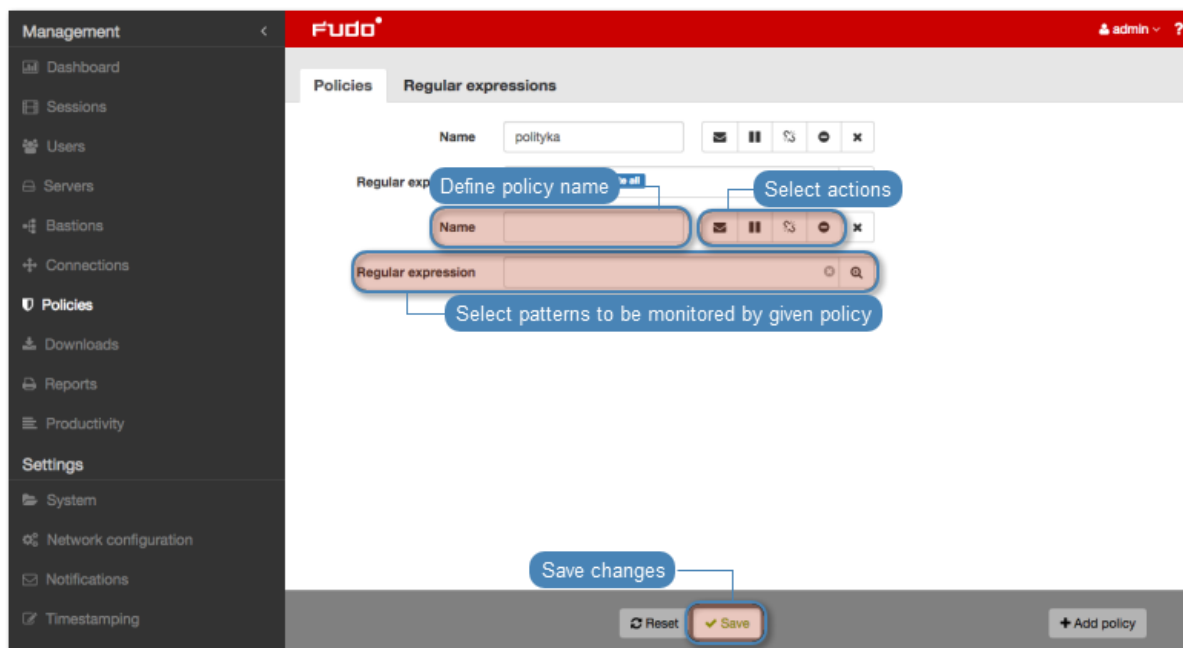 Management
Dashboard
Sessions
Users
Servers
Bastions
Connections
Policies
Downloads
Reports
Productivity
Settings
System
Network configuration
Notifications
Timestamping
FUDO
admin ?
Policies Regular expressions
Name polityka
Regular exp all
Define policy name
Select actions
Name
Regular expression
Select patterns to be monitored by given policy
Save changes
Reset Save + Add policy